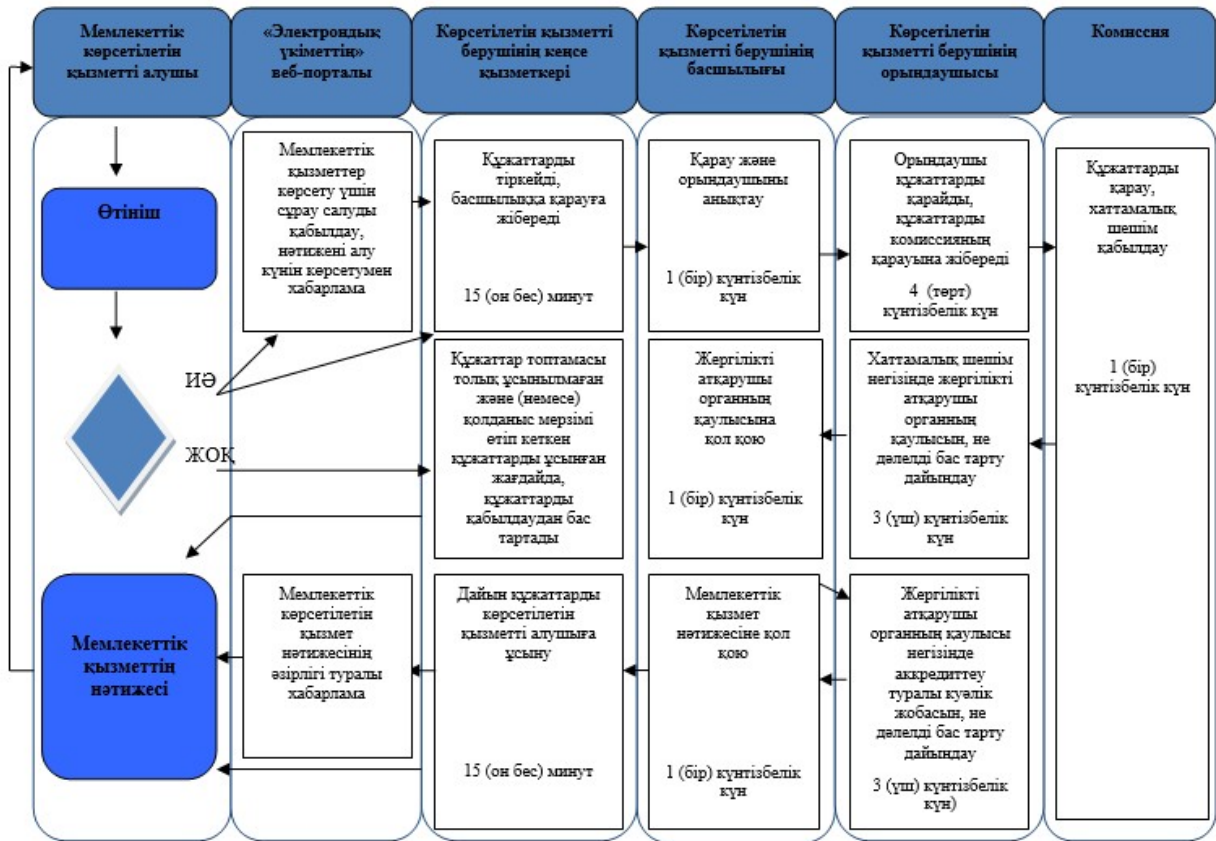 Мемлекеттік
көрсетілетін
қызметті алушы
«Электрондық
үкіметтің»
веб-порталы
Көрсетілетін қызметті
берушінің кеңсе
қызметкері
Көрсетілетін
қызметті берушінің
басшылығы
Көрсетілетін
қызметті берушінің
орындаушысы
Комиссия
Өтініш
Мемлекеттік
қызметтер
көрсету үшін
сұрау салуды
қабылдау,
нәтижені алу
күнін көрсетумен
хабарлама
Құжаттарды
тіркейді,
басшылыққа қарауға
жібереді
15 (он бес) минут
Қарау және
орындаушыны
анықтау
1 (бір) күнтізбелік
күн
Орындаушы
құжаттарды
қарайды,
құжаттарды
комиссияның
қарауына жібереді
4 (төрт)
күнтізбелік күн
Құжаттарды
қарау,
хаттамалық
шешім
қабылдау
1 (бір)
күнтізбелік күн
ИӘ
ЖОҚ
Құжаттар топтамасы
толық ұсынылмаған
және (немесе)
қолданыс мерзімі
өтіп кеткен
құжаттарды ұсынған
жағдайда,
құжаттарды
қабылдаудан бас
тартады
Жергілікті
атқарушы
органның
қаулысына
қол қою
1 (бір) күнтізбелік
күн
Хаттамалық шешім
негізінде жергілікті
атқарушы
органның
қаулысын, не
дәлелді бас тарту
дайындау
3 (үш) күнтізбелік
күн
Мемлекеттік
қызметтің
нәтижесі
Мемлекеттік
көрсетілетін
қызмет
нәтижесінің
әзірлігі туралы
хабарлама
Дайын құжаттарды
көрсетілетін
қызметті алушыға
ұсыну
15 (он бес) минут
Мемлекеттік
қызмет
нәтижесіне қол
қою
1 (бір) күнтізбелік
күн
Жергілікті
атқарушы
органның қаулысы
негізінде
аккредиттеу
туралы куәлік
жобасын, не
дәлелді бас тарту
дайындау
3 (үш) күнтізбелік
күн)